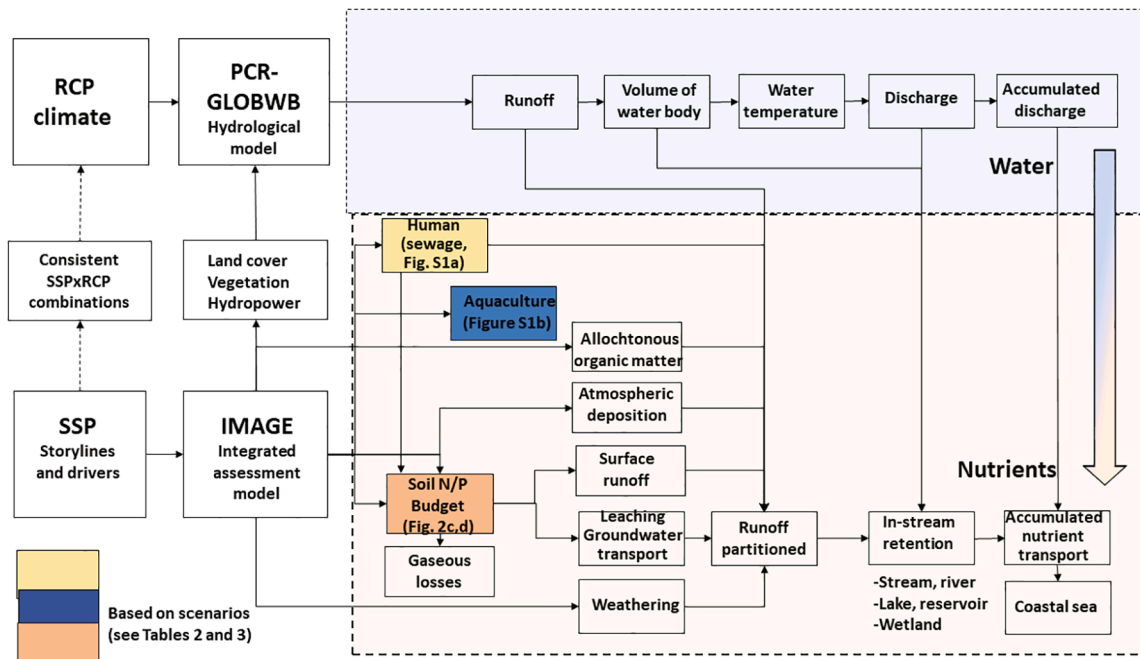 RCP
climate
PCR-
GLOBWB
Hydrological
model
Runoff
Volume of
water body
Water
temperature
Discharge
Accumulated
discharge
Water
Consistent
SSPxRCP
combinations
Land cover
Vegetation
Hydropower
Human
(sewage,
Fig. S1a)
Aquaculture
(Figure S1b)
Allochtonous
organic matter
Atmospheric
deposition
SSP
Storylines
and drivers
IMAGE
Integrated
assessment
model
Soil N/P
Budget
(Fig. 2c,d)
Gaseous
losses
Surface
runoff
Leaching
Groundwater
transport
Weathering
Runoff
partitioned
Nutrients
In-stream
retention
-Stream, river
-Lake, reservoir
-Wetland
Accumulated
nutrient
transport
Coastal sea
Based on scenarios
(see Tables 2 and 3)